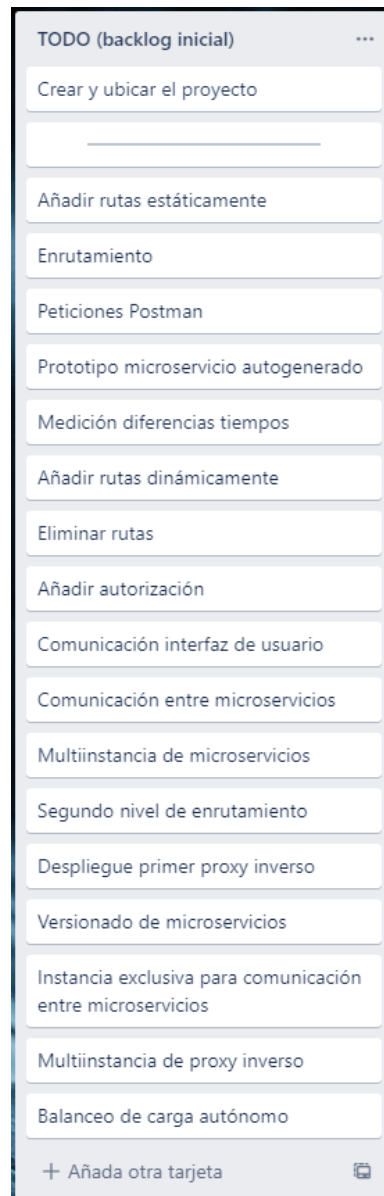 TODO (backlog inicial) ...
Crear y ubicar el proyecto
Añadir rutas estáticamente
Enrutamiento
Peticiones Postman
Prototipo microservicio autogenerado
Medición diferencias tiempos
Añadir rutas dinámicamente
Eliminar rutas
Añadir autorización
Comunicación interfaz de usuario
Comunicación entre microservicios
Multiinstancia de microservicios
Segundo nivel de enrutamiento
Despliegue primer proxy inverso
Versionado de microservicios
Instancia exclusiva para comunicación
entre microservicios
Multiinstancia de proxy inverso
Balanceo de carga autónomo
+ Añada otra tarjeta